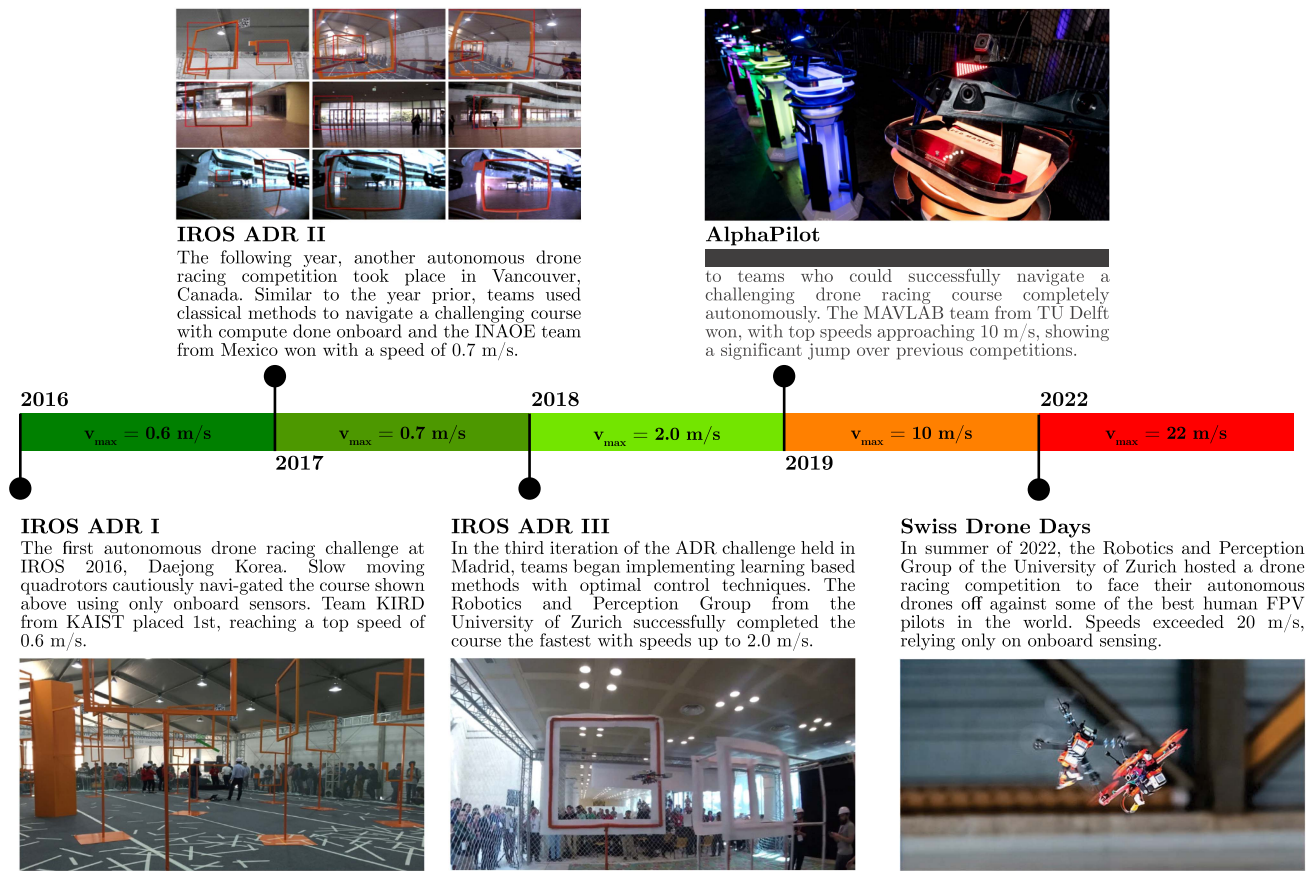 IROS ADR II
The following year, another autonomous drone
racing competition took place in Vancouver,
Canada. Similar to the year prior, teams used
classical methods to navigate a challenging course
with compute done onboard and the INAOE team
from Mexico won with a speed of 0.7 m/s.
AlphaPilot
to teams who could successfully navigate a
challenging drone racing course completely
autonomously. The MAVLAB team from TU Delft
won, with top speeds approaching 10 m/s, showing
a significant jump over previous competitions.
2016
2018
2022
vmax = 0.6 m/s
vmax = 0.7 m/s
vmax = 2.0 m/s
vmax = 10 m/s
vmax = 22 m/s
2017
2019
IROS ADR I
The first autonomous drone racing challenge at
IROS 2016, Daejong Korea. Slow moving
quadrotors cautiously navi-gated the course shown
above using only onboard sensors. Team KIRD
from KAIST placed 1st, reaching a top speed of
0.6 m/s.
IROS ADR III
In the third iteration of the ADR challenge held in
Madrid, teams began implementing learning based
methods with optimal control techniques. The
Robotics and Perception Group from the
University of Zurich successfully completed the
course the fastest with speeds up to 2.0 m/s.
Swiss Drone Days
In summer of 2022, the Robotics and Perception
Group of the University of Zurich hosted a drone
racing competition to face their autonomous
drones off against some of the best human FPV
pilots in the world. Speeds exceeded 20 m/s,
relying only on onboard sensing.